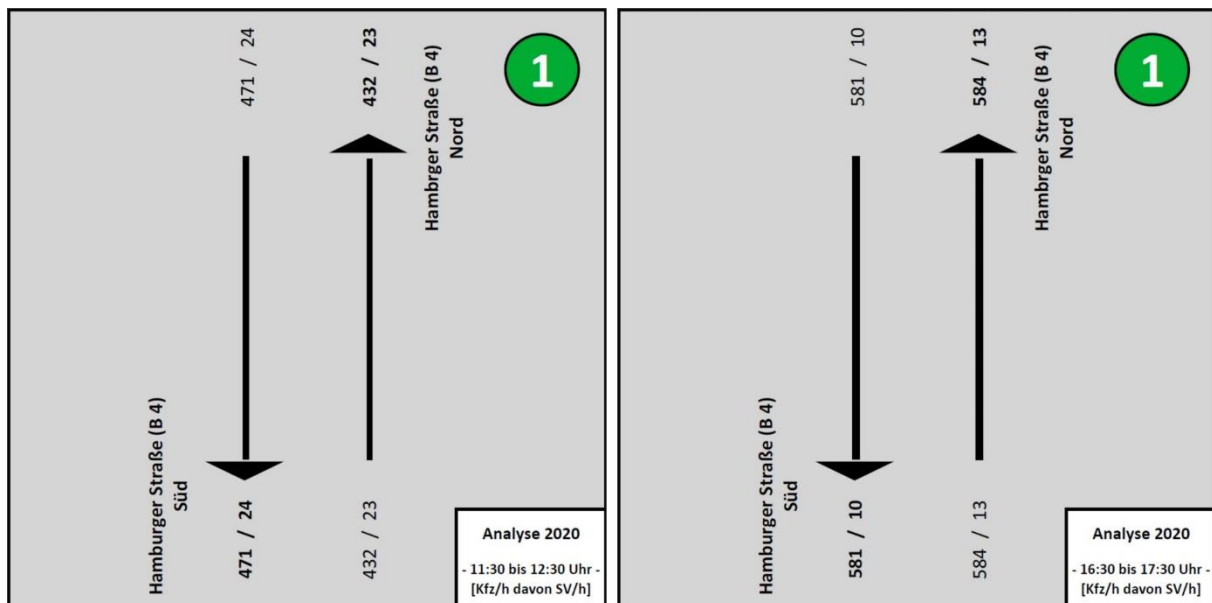 471 / 24
432 / 23
1
Hambrger Straße (B 4)
Nord
Hamburger Straße (B 4)
Süd
471 / 24
432 / 23
Analyse 2020
- 11:30 bis 12:30 Uhr -
[Kfz/h davon SV/h]
581 / 10
584 / 13
1
Hambrger Straße (B 4)
Nord
Hamburger Straße (B 4)
Süd
581 / 10
584 / 13
Analyse 2020
- 16:30 bis 17:30 Uhr -
[Kfz/h davon SV/h]